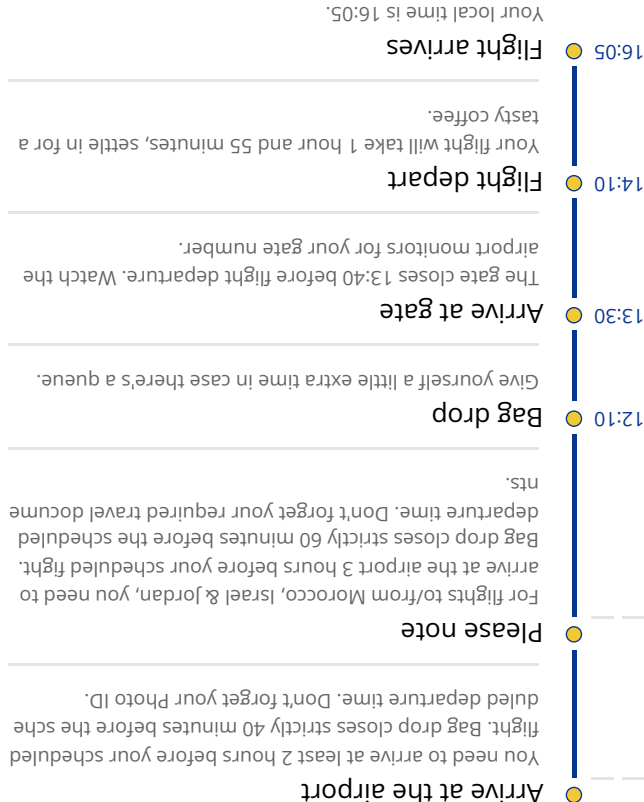 Arrive at the airport
You need to arrive at least 2 hours before your scheduled
flight. Bag drop closes strictly 40 minutes before the sche
duled departure time. Don't forget your Photo ID.
Please note
For flights to/from Morocco, Israel & Jordan, you need to
arrive at the airport 3 hours before your scheduled fight.
Bag drop closes strictly 60 minutes before the scheduled
departure time. Don't forget your required travel docume
nts.
12:10
Bag drop
Give yourself a little extra time in case there's a queue.
13:30
Arrive at gate
The gate closes 13:40 before flight departure. Watch the
airport monitors for your gate number.
14:10
Flight depart
Your flight will take 1 hour and 55 minutes, settle in for a
tasty coffee.
16:05
Flight arrives
Your local time is 16:05.